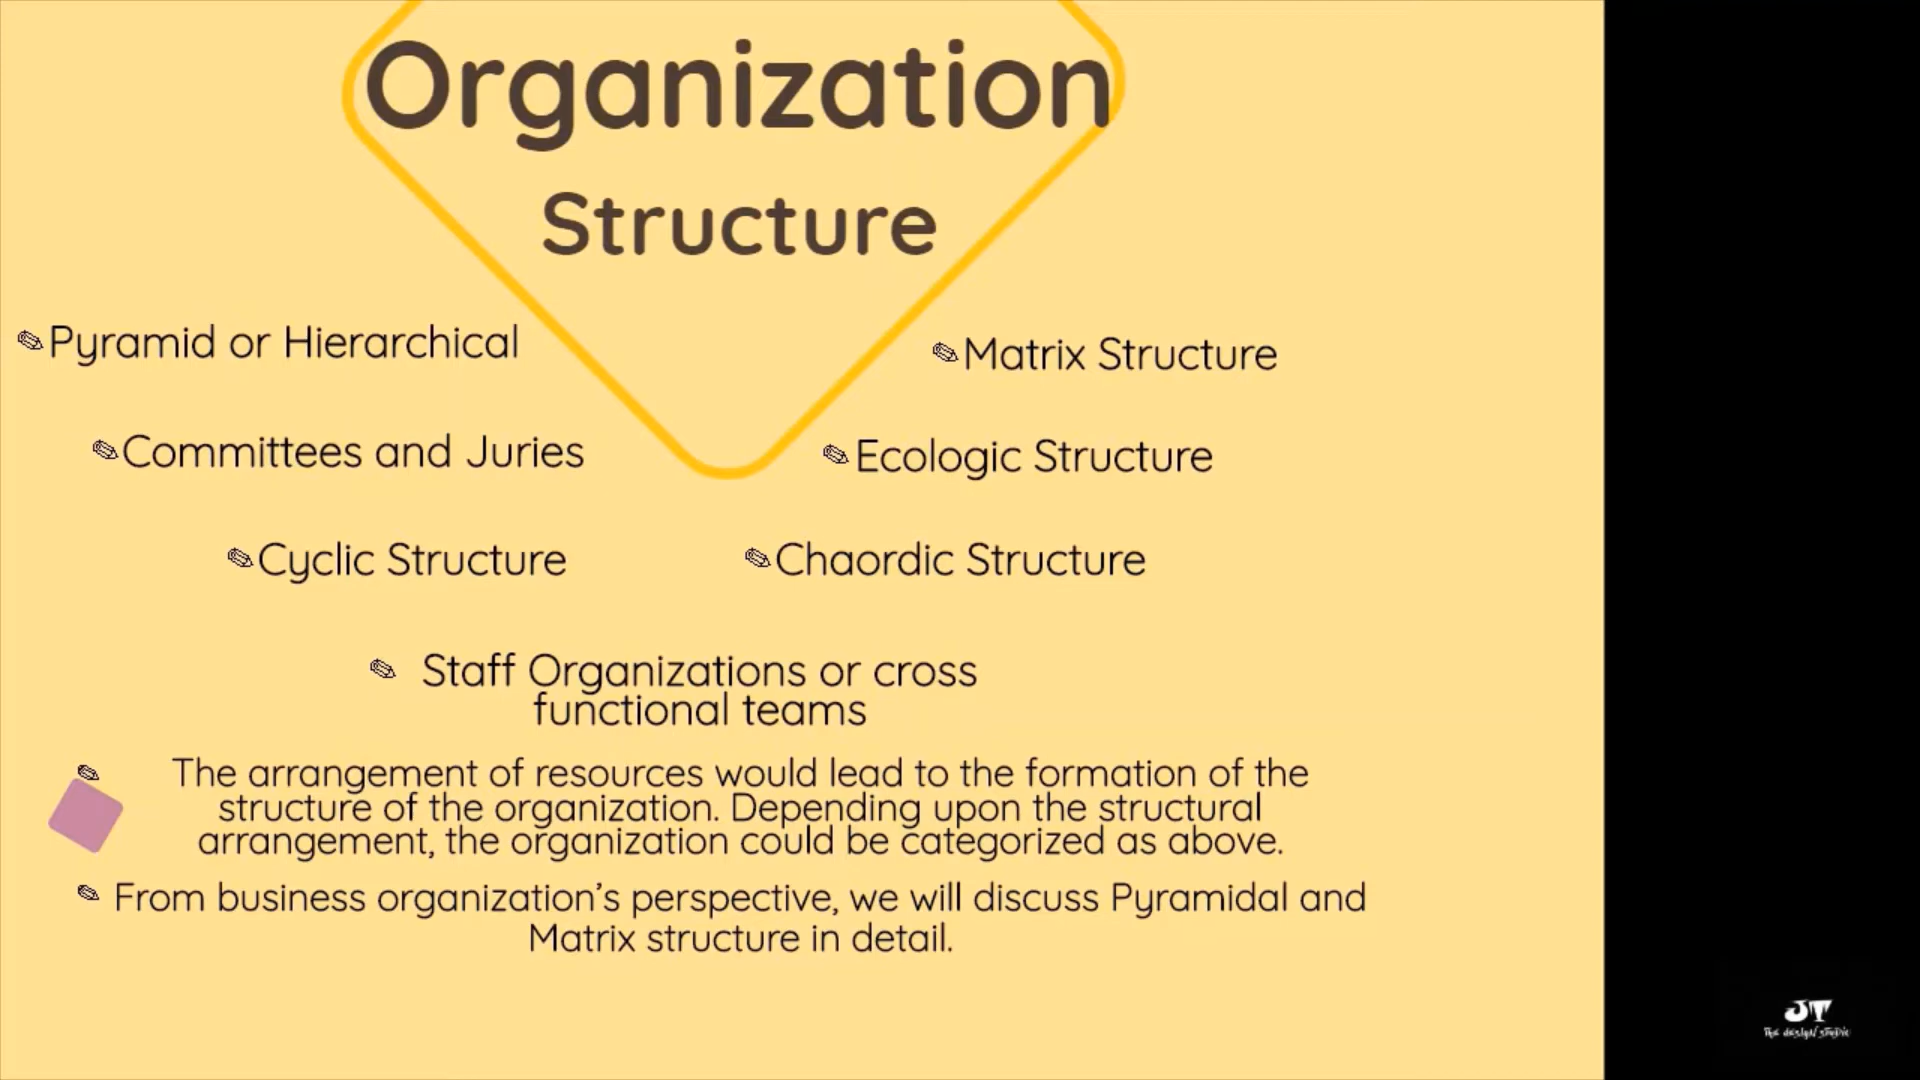 Organization
Structure
Pyramid or Hierarchical
Matrix Structure
Committees and Juries
Ecologic Structure
Cyclic Structure
Chaordic Structure
Staff Organizations or cross
functional teams
The arrangement of resources would lead to the formation of the
structure of the organization. Depending upon the structural
arrangement, the organization could be categorized as above.
From business organization’s perspective, we will discuss Pyramidal and
Matrix structure in detail.
JT
The design studio